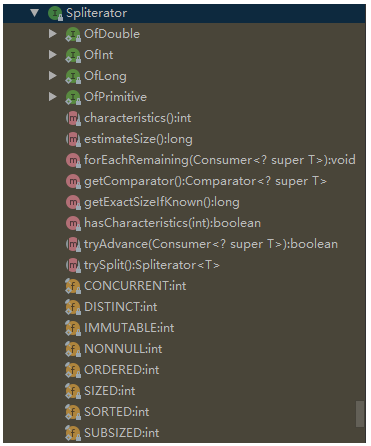 Spliterator
OfDouble
OfInt
OfLong
OfPrimitive
characteristics():int
estimateSize():long
forEachRemaining(Consumer<? super T>):void
getComparator():Comparator<? super T>
getExactSizeIfKnown():long
hasCharacteristics(int):boolean
tryAdvance(Consumer<? super T>):boolean
trySplit():Spliterator<T>
CONCURRENT:int
DISTINCT:int
IMMUTABLE:int
NONNULL:int
ORDERED:int
SIZED:int
SORTED:int
SUBSIZED:int